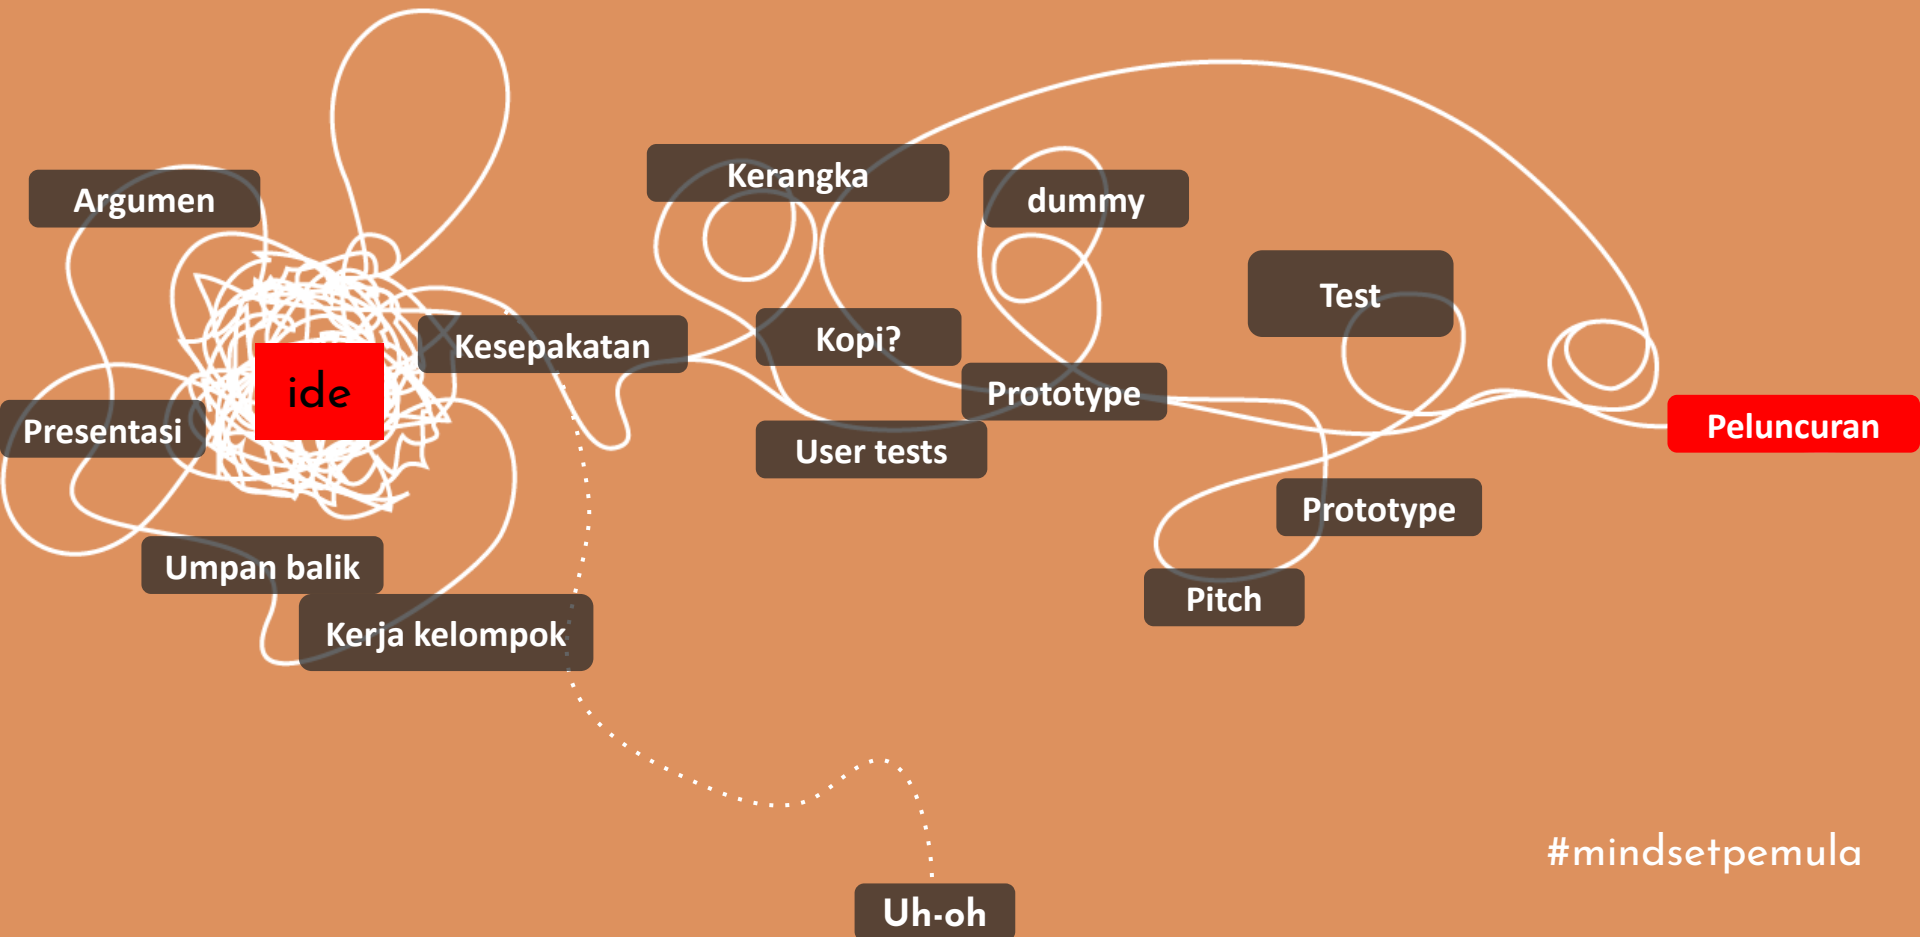 Argumen
Kerangka
dummy
Test
Kesepakatan
Kopi?
ide
Prototype
Presentasi
User tests
Peluncuran
Prototype
Umpan balik
Pitch
Kerja kelompok
#mindsetpemula
Uh-oh